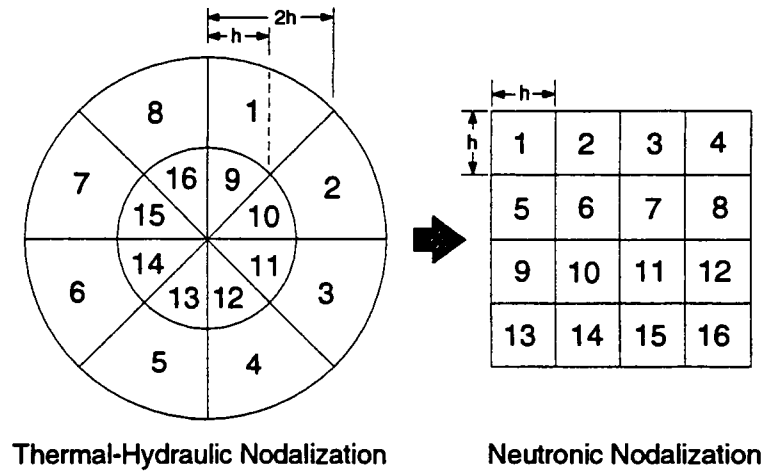 2h
h
8 1
7 16 9 2
15 10
14 11
6 13 12 3
5 4
h
h
1 2 3 4
5 6 7 8
9 10 11 12
13 14 15 16
Thermal-Hydraulic Nodalization
Neutronic Nodalization